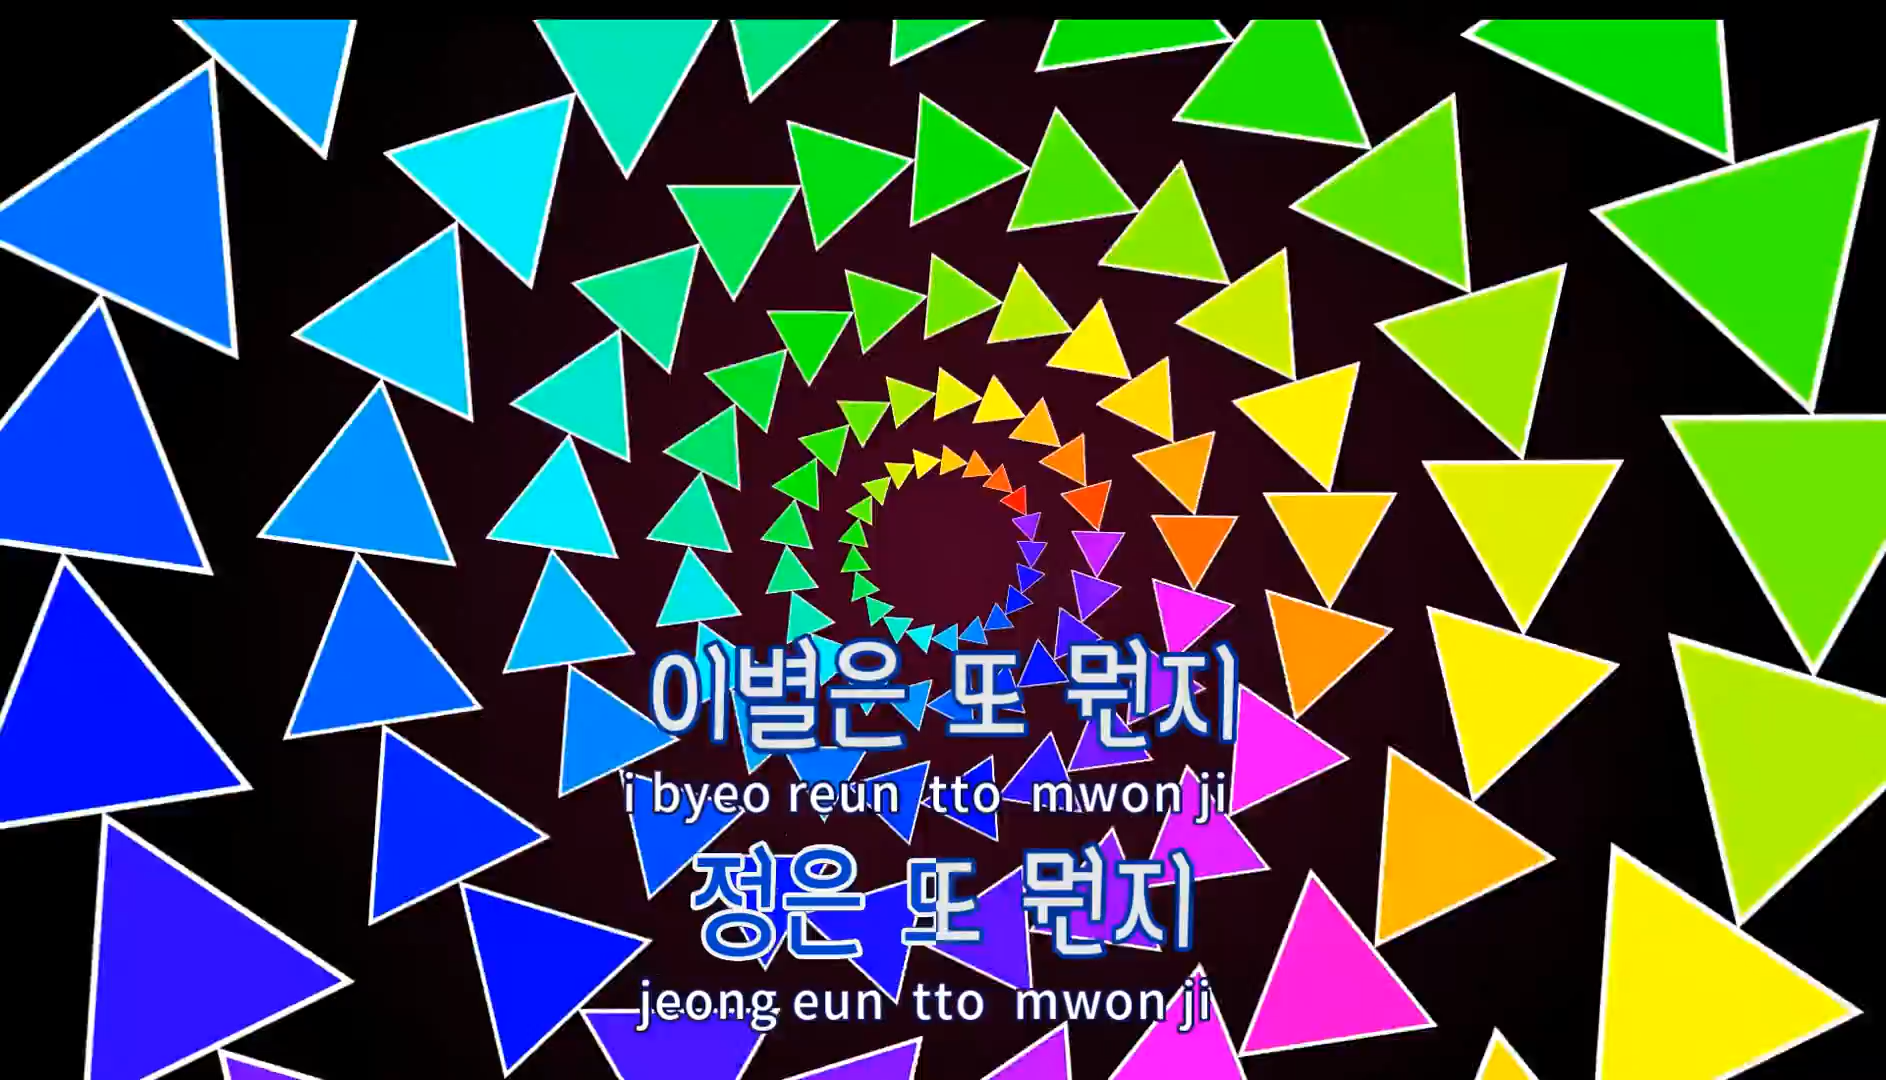 이별은 또 뭔지
i byeo reun tto mwon ji
정은 또 뭔지
jeong eun tto mwon ji